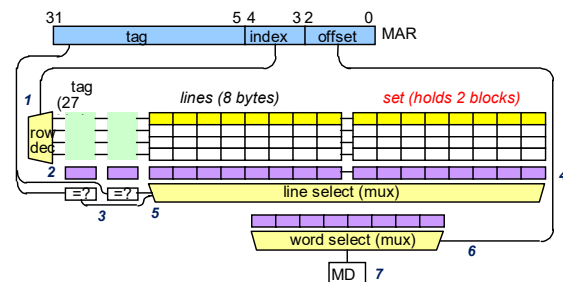 31 5 4 3 2 0
tag index offset MAR
1 tag lines (8 bytes) set (holds 2 blocks)
(27
row
dec
2 4
=? =? line select (mux)
3 5
word select (mux) 6
MD 7